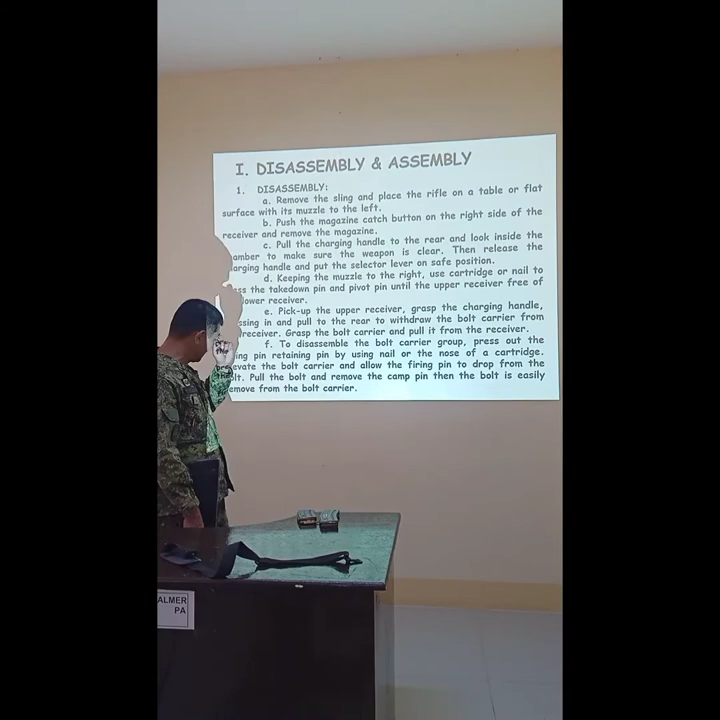 I. DISASSEMBLY & ASSEMBLY
1. DISASSEMBLY:
a. Remove the sling and place the rifle on a table or flat
surface with its muzzle to the left.
b. Push the magazine catch button on the right side of the
receiver and remove the magazine.
c. Pull the charging handle to the rear and look inside the
amber to make sure the weapon is clear. Then release the
arging handle and put the selector lever on safe position.
d. Keeping the muzzle to the right, use cartridge or nail to
ess the takedown pin and pivot pin until the upper receiver free of
lower receiver.
e. Pick-up the upper receiver, grasp the charging handle,
ssing in and pull to the rear to withdraw the bolt carrier from
receiver. Grasp the bolt carrier and pull it from the receiver.
f. To disassemble the bolt carrier group, press out the
ing pin retaining pin by using nail or the nose of a cartridge.
evate the bolt carrier and allow the firing pin to drop from the
lt. Pull the bolt and remove the camp pin then the bolt is easily
emove from the bolt carrier.
ALMER
PA